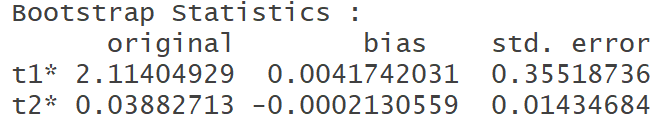 Bootstrap Statistics :
original bias std. error
t1* 2.11404929 0.0041742031 0.35518736
t2* 0.03882713 -0.0002130559 0.01434684